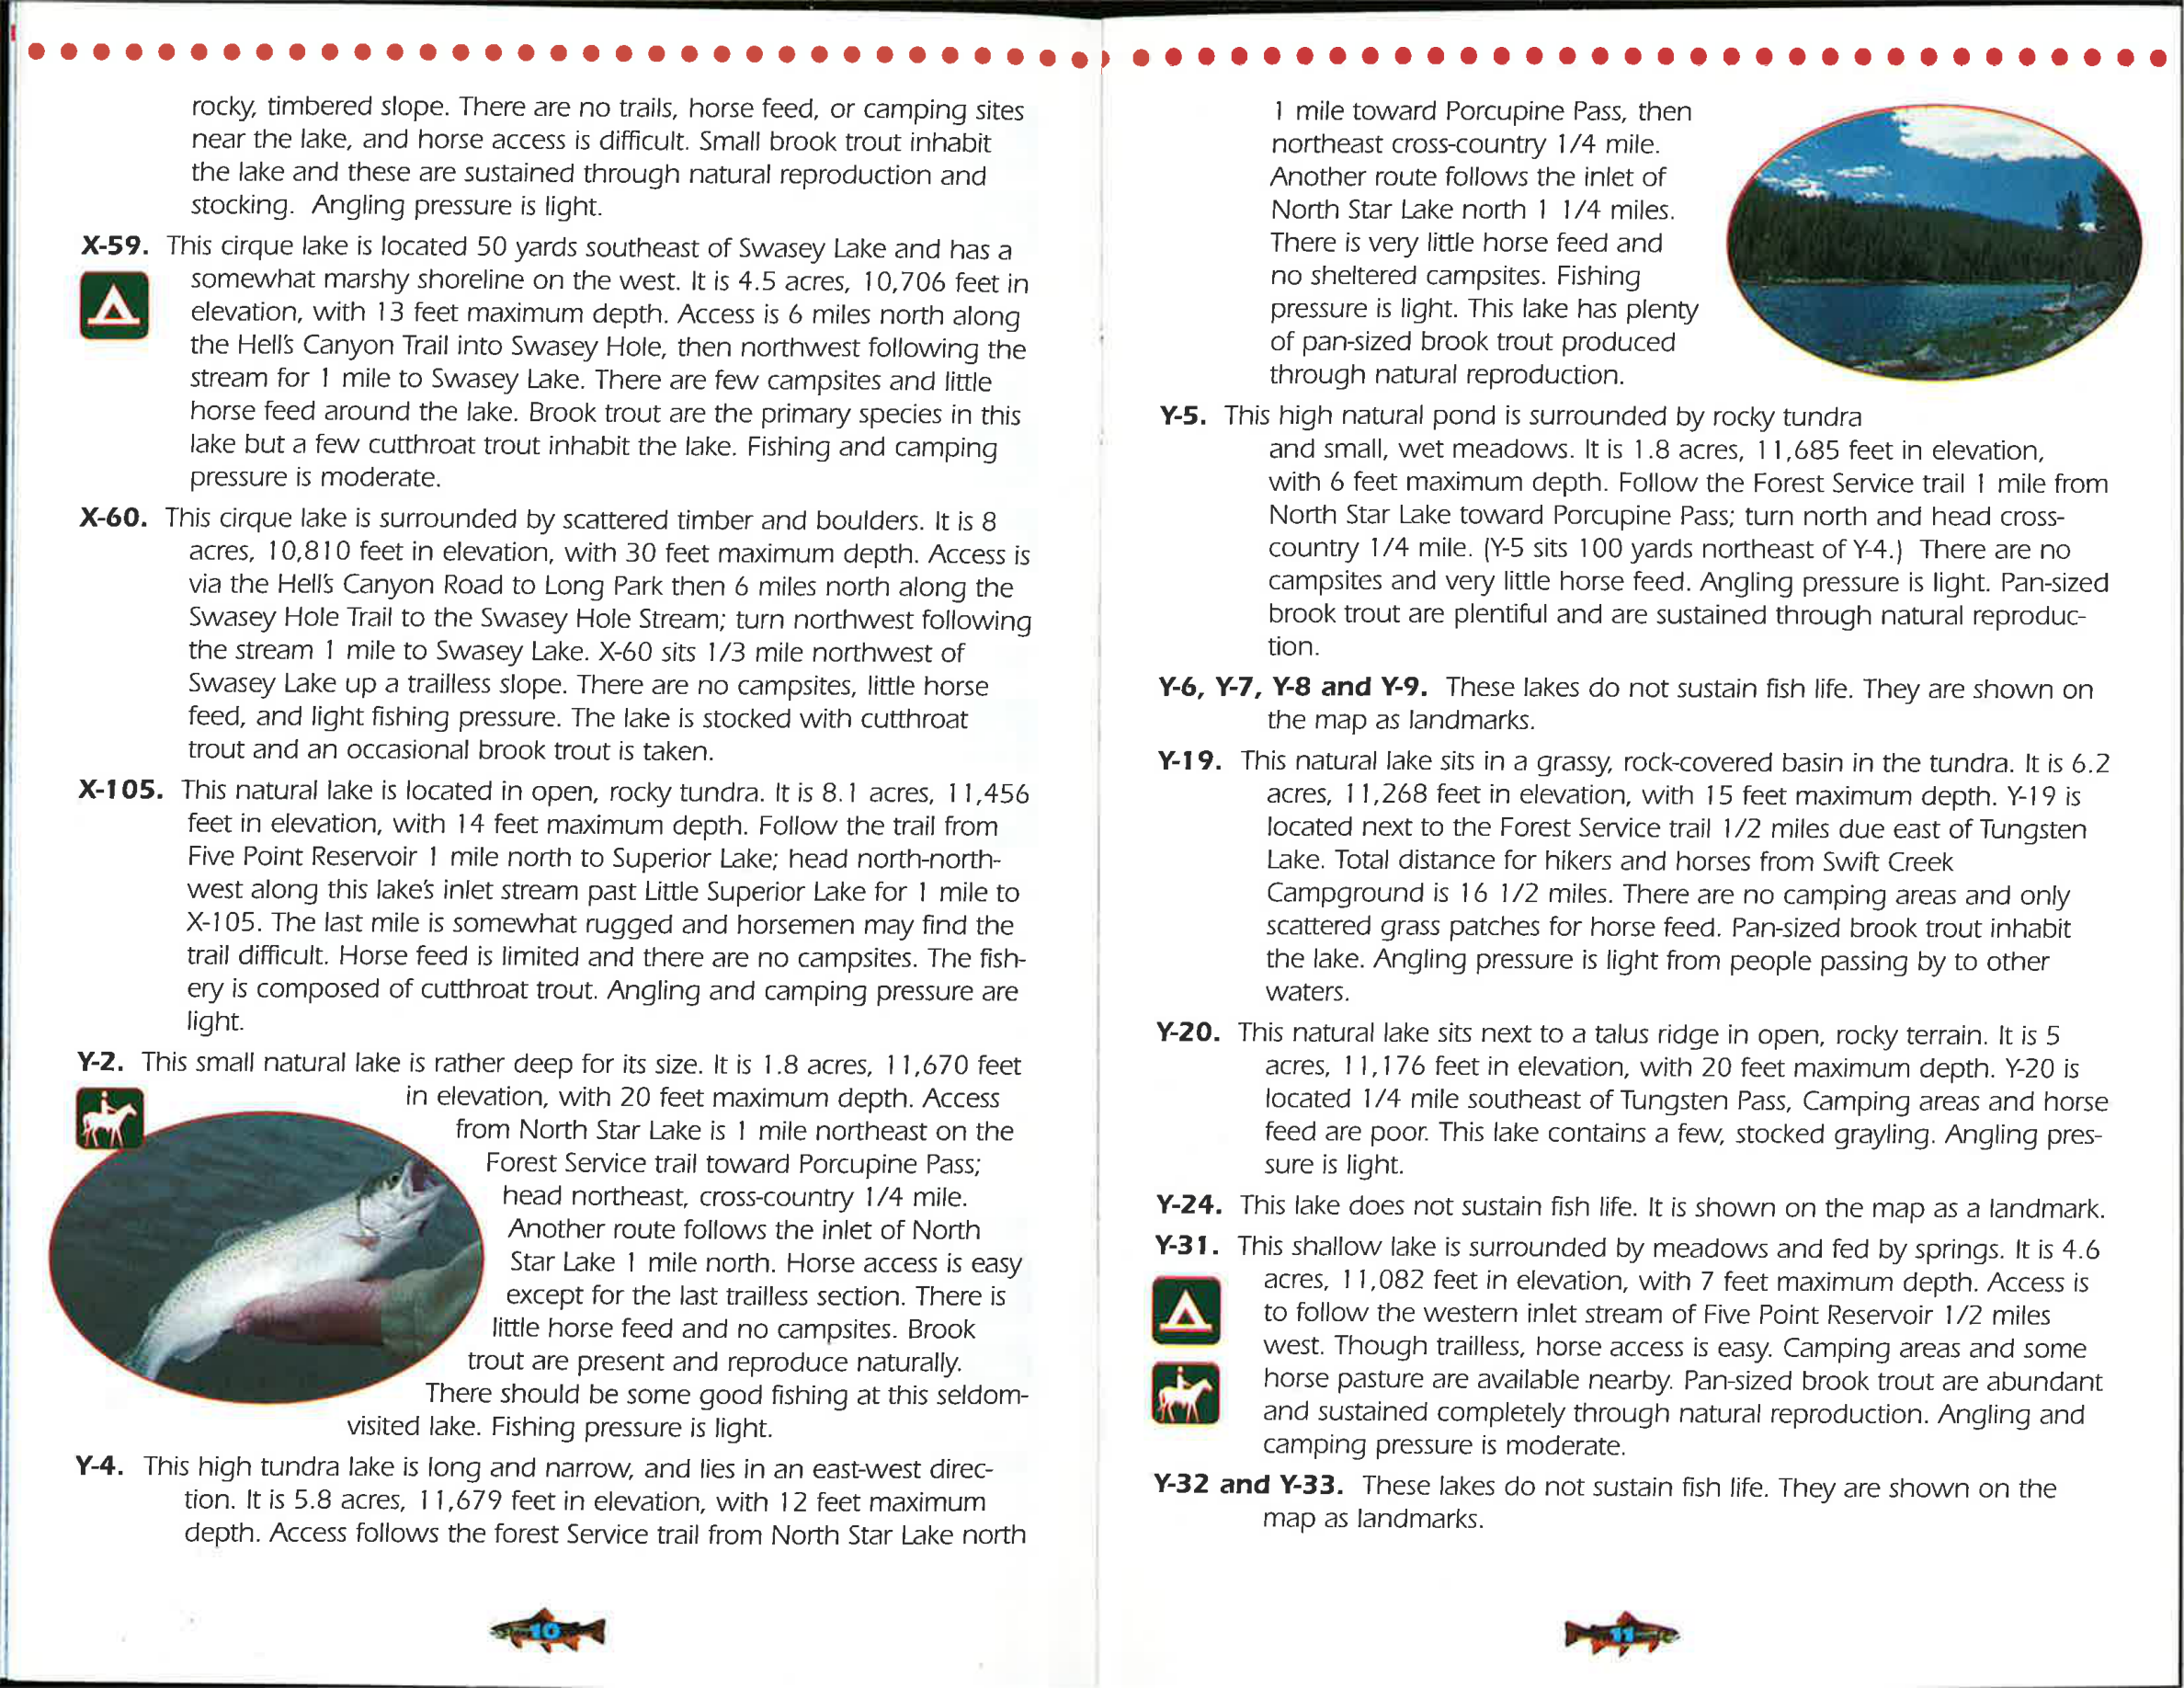 rocky, timbered slope. There are no trails, horse feed, or camping sites
near the lake, and horse access is difficult. Small brook trout inhabit
the lake and these are sustained through natural reproduction and
stocking. Angling pressure is light.
X-59. This cirque lake is located 50 yards southeast of Swasey Lake and has a
somewhat marshy shoreline on the west. It is 4.5 acres, 10,706 feet in
elevation, with 13 feet maximum depth. Access is 6 miles north along
the Hell's Canyon Trail into Swasey Hole, then northwest following the
stream for 1 mile to Swasey Lake. There are few campsites and little
horse feed around the lake. Brook trout are the primary species in this
lake but a few cutthroat trout inhabit the lake. Fishing and camping
pressure is moderate.
X-60. This cirque lake is surrounded by scattered timber and boulders. It is 8
acres, 10,810 feet in elevation, with 30 feet maximum depth. Access is
via the Hell's Canyon Road to Long Park then 6 miles north along the
Swasey Hole Trail to the Swasey Hole Stream; turn northwest following
the stream 1 mile to Swasey Lake. X-60 sits 1/3 mile northwest of
Swasey Lake up a trailless slope. There are no campsites, little horse
feed, and light fishing pressure. The lake is stocked with cutthroat
trout and an occasional brook trout is taken.
X-105. This natural lake is located in open, rocky tundra. It is 8.1 acres, 11,456
feet in elevation, with 14 feet maximum depth. Follow the trail from
Five Point Reservoir 1 mile north to Superior Lake; head north-north-
west along this lake's inlet stream past Little Superior Lake for 1 mile to
X-105. The last mile is somewhat rugged and horsemen may find the
trail difficult. Horse feed is limited and there are no campsites. The fish-
ery is composed of cutthroat trout. Angling and camping pressure are
light.
Y-2. This small natural lake is rather deep for its size. It is 1.8 acres, 11,670 feet
in elevation, with 20 feet maximum depth. Access
from North Star Lake is 1 mile northeast on the
Forest Service trail toward Porcupine Pass;
head northeast, cross-country 1/4 mile.
Another route follows the inlet of North
Star Lake 1 mile north. Horse access is easy
except for the last trailless section. There is
little horse feed and no campsites. Brook
trout are present and reproduce naturally.
There should be some good fishing at this seldom-
visited lake. Fishing pressure is light.
Y-4. This high tundra lake is long and narrow, and lies in an east-west direc-
tion. It is 5.8 acres, 11,679 feet in elevation, with 12 feet maximum
depth. Access follows the forest Service trail from North Star Lake north
10
1 mile toward Porcupine Pass, then
northeast cross-country 1/4 mile.
Another route follows the inlet of
North Star Lake north 1 1/4 miles.
There is very little horse feed and
no sheltered campsites. Fishing
pressure is light. This lake has plenty
of pan-sized brook trout produced
through natural reproduction.
Y-5. This high natural pond is surrounded by rocky tundra
and small, wet meadows. It is 1.8 acres, 11,685 feet in elevation,
with 6 feet maximum depth. Follow the Forest Service trail 1 mile from
North Star Lake toward Porcupine Pass; turn north and head cross-
country 1/4 mile. (Y-5 sits 100 yards northeast of Y-4.) There are no
campsites and very little horse feed. Angling pressure is light. Pan-sized
brook trout are plentiful and are sustained through natural reproduc-
tion.
Y-6, Y-7, Y-8 and Y-9. These lakes do not sustain fish life. They are shown on
the map as landmarks.
Y-19. This natural lake sits in a grassy, rock-covered basin in the tundra. It is 6.2
acres, 11,268 feet in elevation, with 15 feet maximum depth. Y-19 is
located next to the Forest Service trail 1/2 miles due east of Tungsten
Lake. Total distance for hikers and horses from Swift Creek
Campground is 16 1/2 miles. There are no camping areas and only
scattered grass patches for horse feed. Pan-sized brook trout inhabit
the lake. Angling pressure is light from people passing by to other
waters.
Y-20. This natural lake sits next to a talus ridge in open, rocky terrain. It is 5
acres, 11,176 feet in elevation, with 20 feet maximum depth. Y-20 is
located 1/4 mile southeast of Tungsten Pass, Camping areas and horse
feed are poor. This lake contains a few, stocked grayling. Angling pres-
sure is light.
Y-24. This lake does not sustain fish life. It is shown on the map as a landmark.
Y-31. This shallow lake is surrounded by meadows and fed by springs. It is 4.6
acres, 11,082 feet in elevation, with 7 feet maximum depth. Access is
to follow the western inlet stream of Five Point Reservoir 1/2 miles
west. Though trailless, horse access is easy. Camping areas and some
horse pasture are available nearby. Pan-sized brook trout are abundant
and sustained completely through natural reproduction. Angling and
camping pressure is moderate.
Y-32 and Y-33. These lakes do not sustain fish life. They are shown on the
map as landmarks.
11